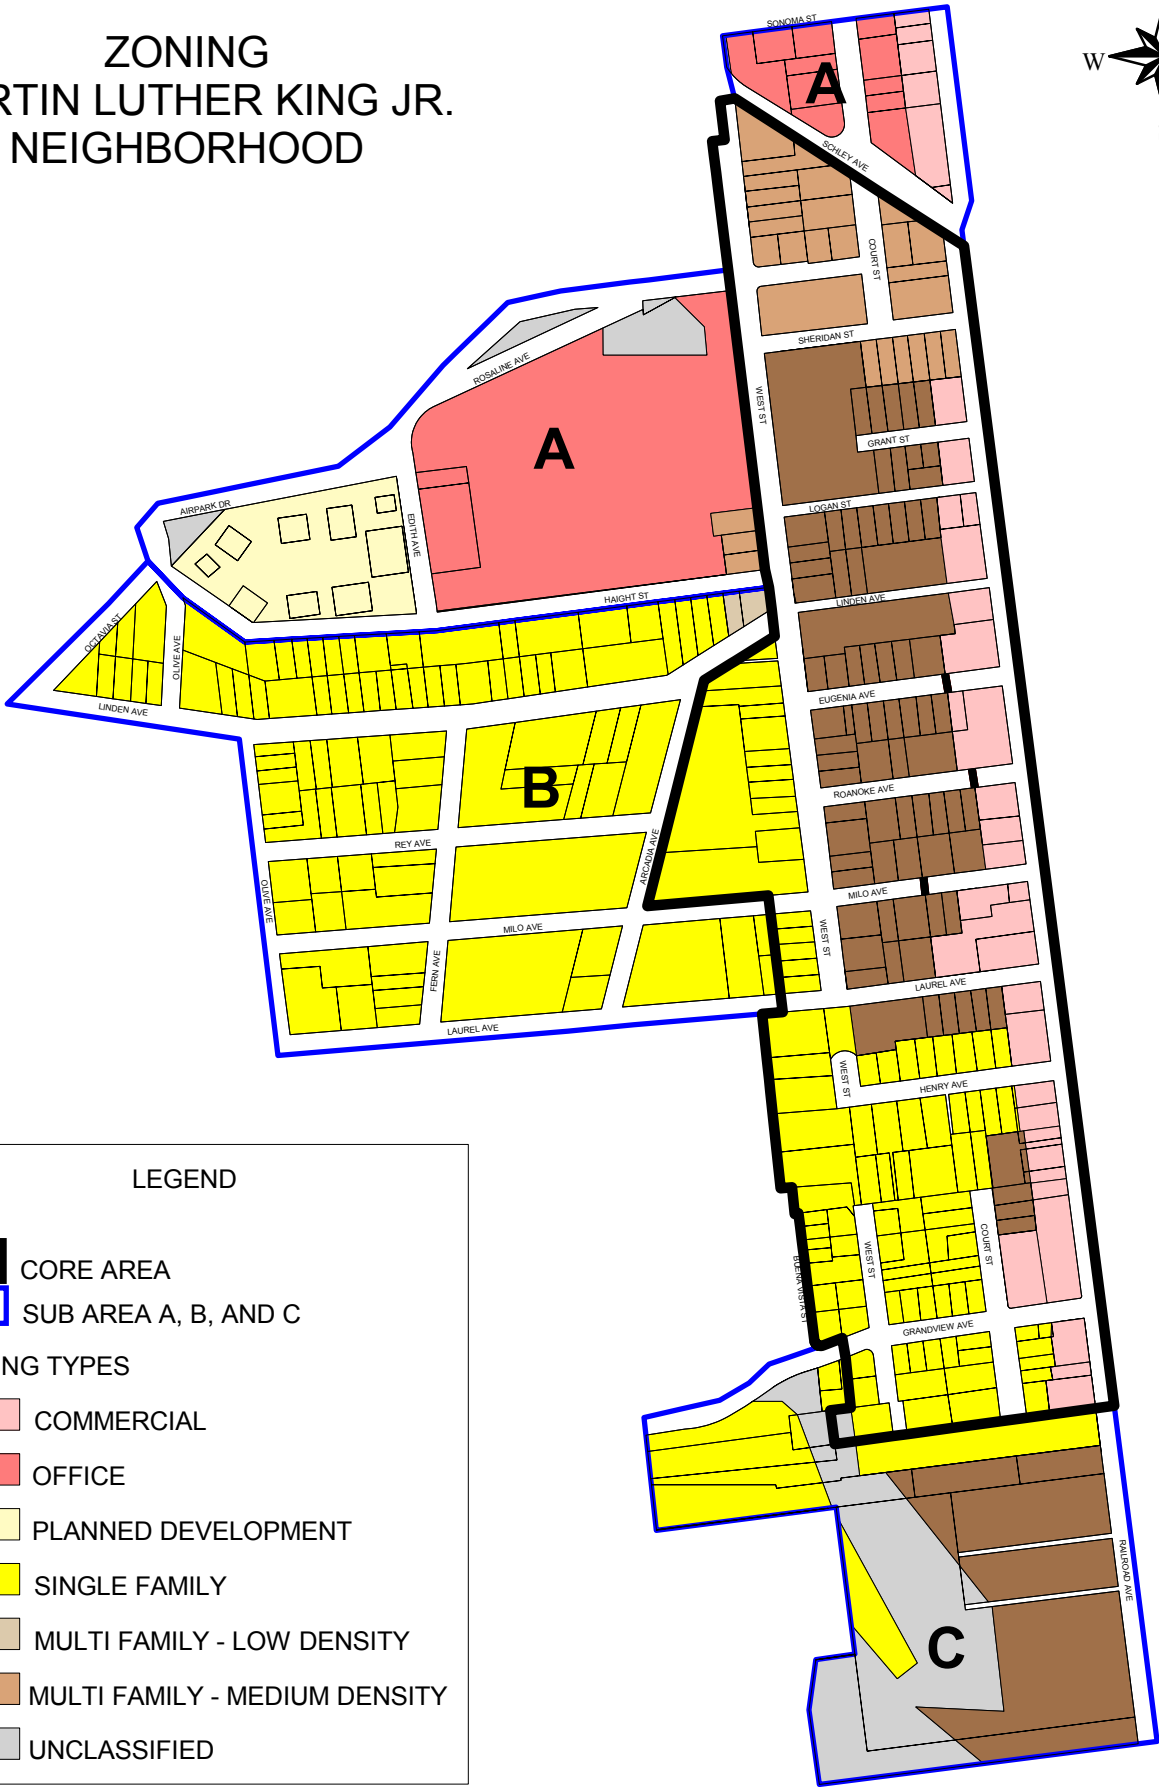 ZONING
RTIN LUTHER KING JR.
NEIGHBORHOOD
W
SONOMA ST
A
SCHLEY AVE
COURT ST
SHERIDAN ST
ROSALINE AVE
WEST ST
A
GRANT ST
AIRPARK DR
LOGAN ST
EDITH AVE
HAIGHT ST
LINDEN AVE
OCTAVIA ST
OLIVE AVE
LINDEN AVE
EUGENIA AVE
B
ROANOKE AVE
REY AVE
ARCADIA AVE
OLIVE AVE
MILO AVE
MILO AVE
WEST ST
FERN AVE
LAUREL AVE
LAUREL AVE
WEST ST
HENRY AVE
COURT ST
WEST ST
BUENA VISTA ST
GRANDVIEW AVE
RAILROAD AVE
C
LEGEND
CORE AREA
SUB AREA A, B, AND C
NG TYPES
COMMERCIAL
OFFICE
PLANNED DEVELOPMENT
SINGLE FAMILY
MULTI FAMILY - LOW DENSITY
MULTI FAMILY - MEDIUM DENSITY
UNCLASSIFIED